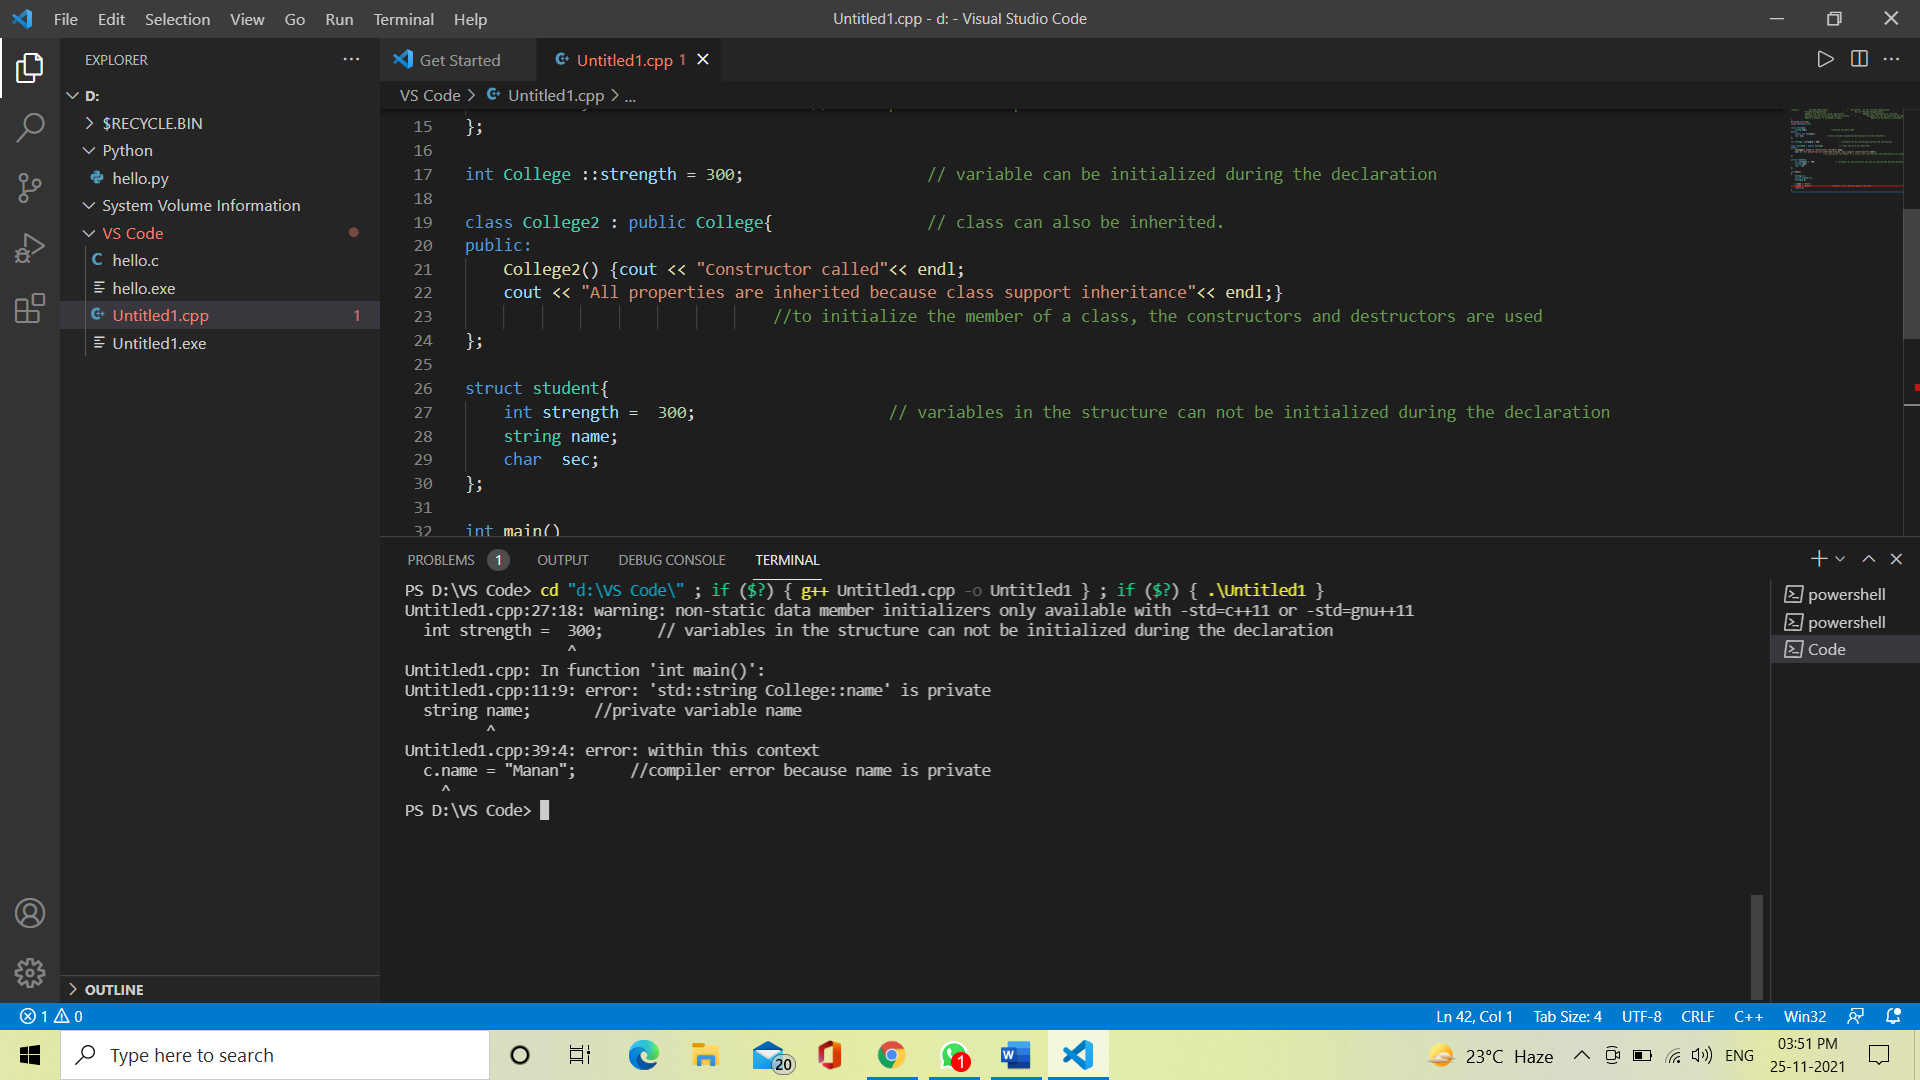 File Edit Selection View Go Run Terminal Help
Untitled1.cpp - d: - Visual Studio Code
EXPLORER
D:
$RECYCLE.BIN
Python
hello.py
System Volume Information
VS Code
hello.c
hello.exe
Untitled1.cpp 1
Untitled1.exe
OUTLINE
Get Started
Untitled1.cpp 1
VS Code > Untitled1.cpp > ...
15 };
16
17 int College ::strength = 300; // variable can be initialized during the declaration
18
19 class College2 : public College{ // class can also be inherited.
20 public:
21 College2() {cout << "Constructor called"<< endl;
22 cout << "All properties are inherited because class support inheritance"<< endl;}
23 //to initialize the member of a class, the constructors and destructors are used
24 };
25
26 struct student{
27 int strength =  300; // variables in the structure can not be initialized during the declaration
28 string name;
29 char  sec;
30 };
31
32 int main()
PROBLEMS 1 OUTPUT DEBUG CONSOLE TERMINAL
PS D:\VS Code> cd "d:\VS Code\" ; if ($?) { g++ Untitled1.cpp -o Untitled1 } ; if ($?) { .\Untitled1 }
Untitled1.cpp:27:18: warning: non-static data member initializers only available with -std=c++11 or -std=gnu++11
int strength =  300; // variables in the structure can not be initialized during the declaration
^
Untitled1.cpp: In function 'int main()':
Untitled1.cpp:11:9: error: 'std::string College::name' is private
string name; //private variable name
^
Untitled1.cpp:39:4: error: within this context
c.name = "Manan"; //compiler error because name is private
^
PS D:\VS Code>
powershell
powershell
Code
1 0
Ln 42, Col 1 Tab Size: 4 UTF-8 CRLF C++ Win32
Type here to search
20
1
23°C Haze
ENG
03:51 PM
25-11-2021